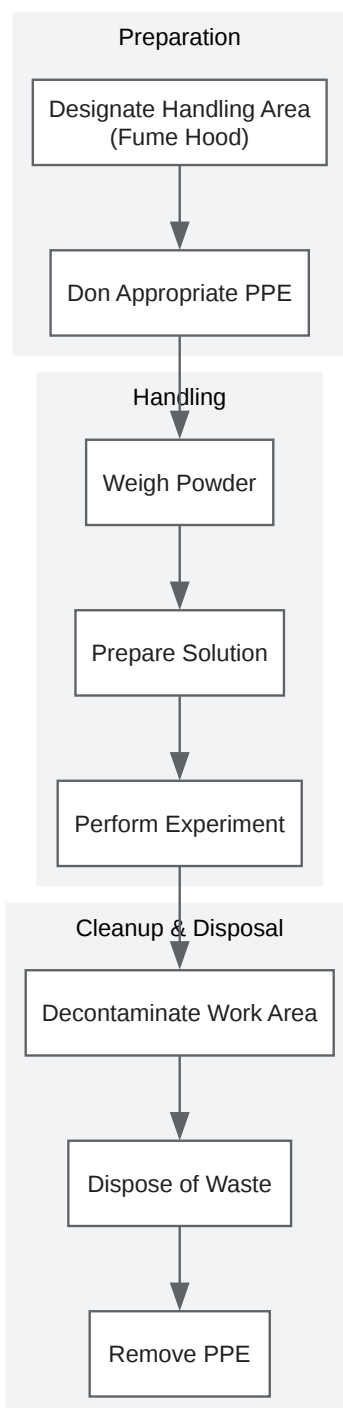 Preparation
Designate Handling Area
(Fume Hood)
Don Appropriate PPE
Handling
Weigh Powder
Prepare Solution
Perform Experiment
Cleanup & Disposal
Decontaminate Work Area
Dispose of Waste
Remove PPE